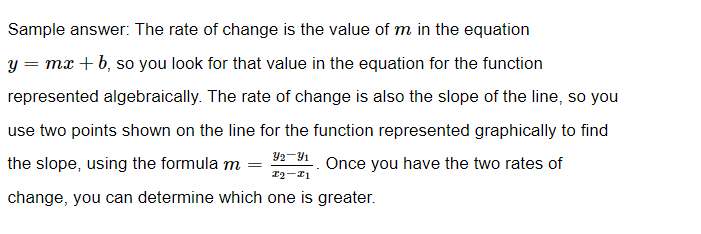 Sample answer: The rate of change is the value of m in the equation
y = mx + b, so you look for that value in the equation for the function
represented algebraically. The rate of change is also the slope of the line, so you
use two points shown on the line for the function represented graphically to find
the slope, using the formula m = \frac{y_2-y_1}{x_2-x_1}. Once you have the two rates of
change, you can determine which one is greater.